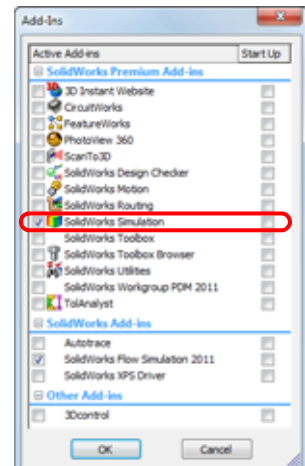 Add-Ins
Active Add-ins Start Up
SolidWorks Premium Add-ins
3D Instant Website
CircuitWorks
FeatureWorks
PhotoView 360
ScanTo3D
SolidWorks Design Checker
SolidWorks Motion
SolidWorks Routing
SolidWorks Simulation
SolidWorks Toolbox
SolidWorks Toolbox Browser
SolidWorks Utilities
SolidWorks Workgroup PDM 2011
TolAnalyst
SolidWorks Add-ins
Autotrace
SolidWorks Flow Simulation 2011
SolidWorks XPS Driver
Other Add-ins
3Dcontrol
OK Cancel